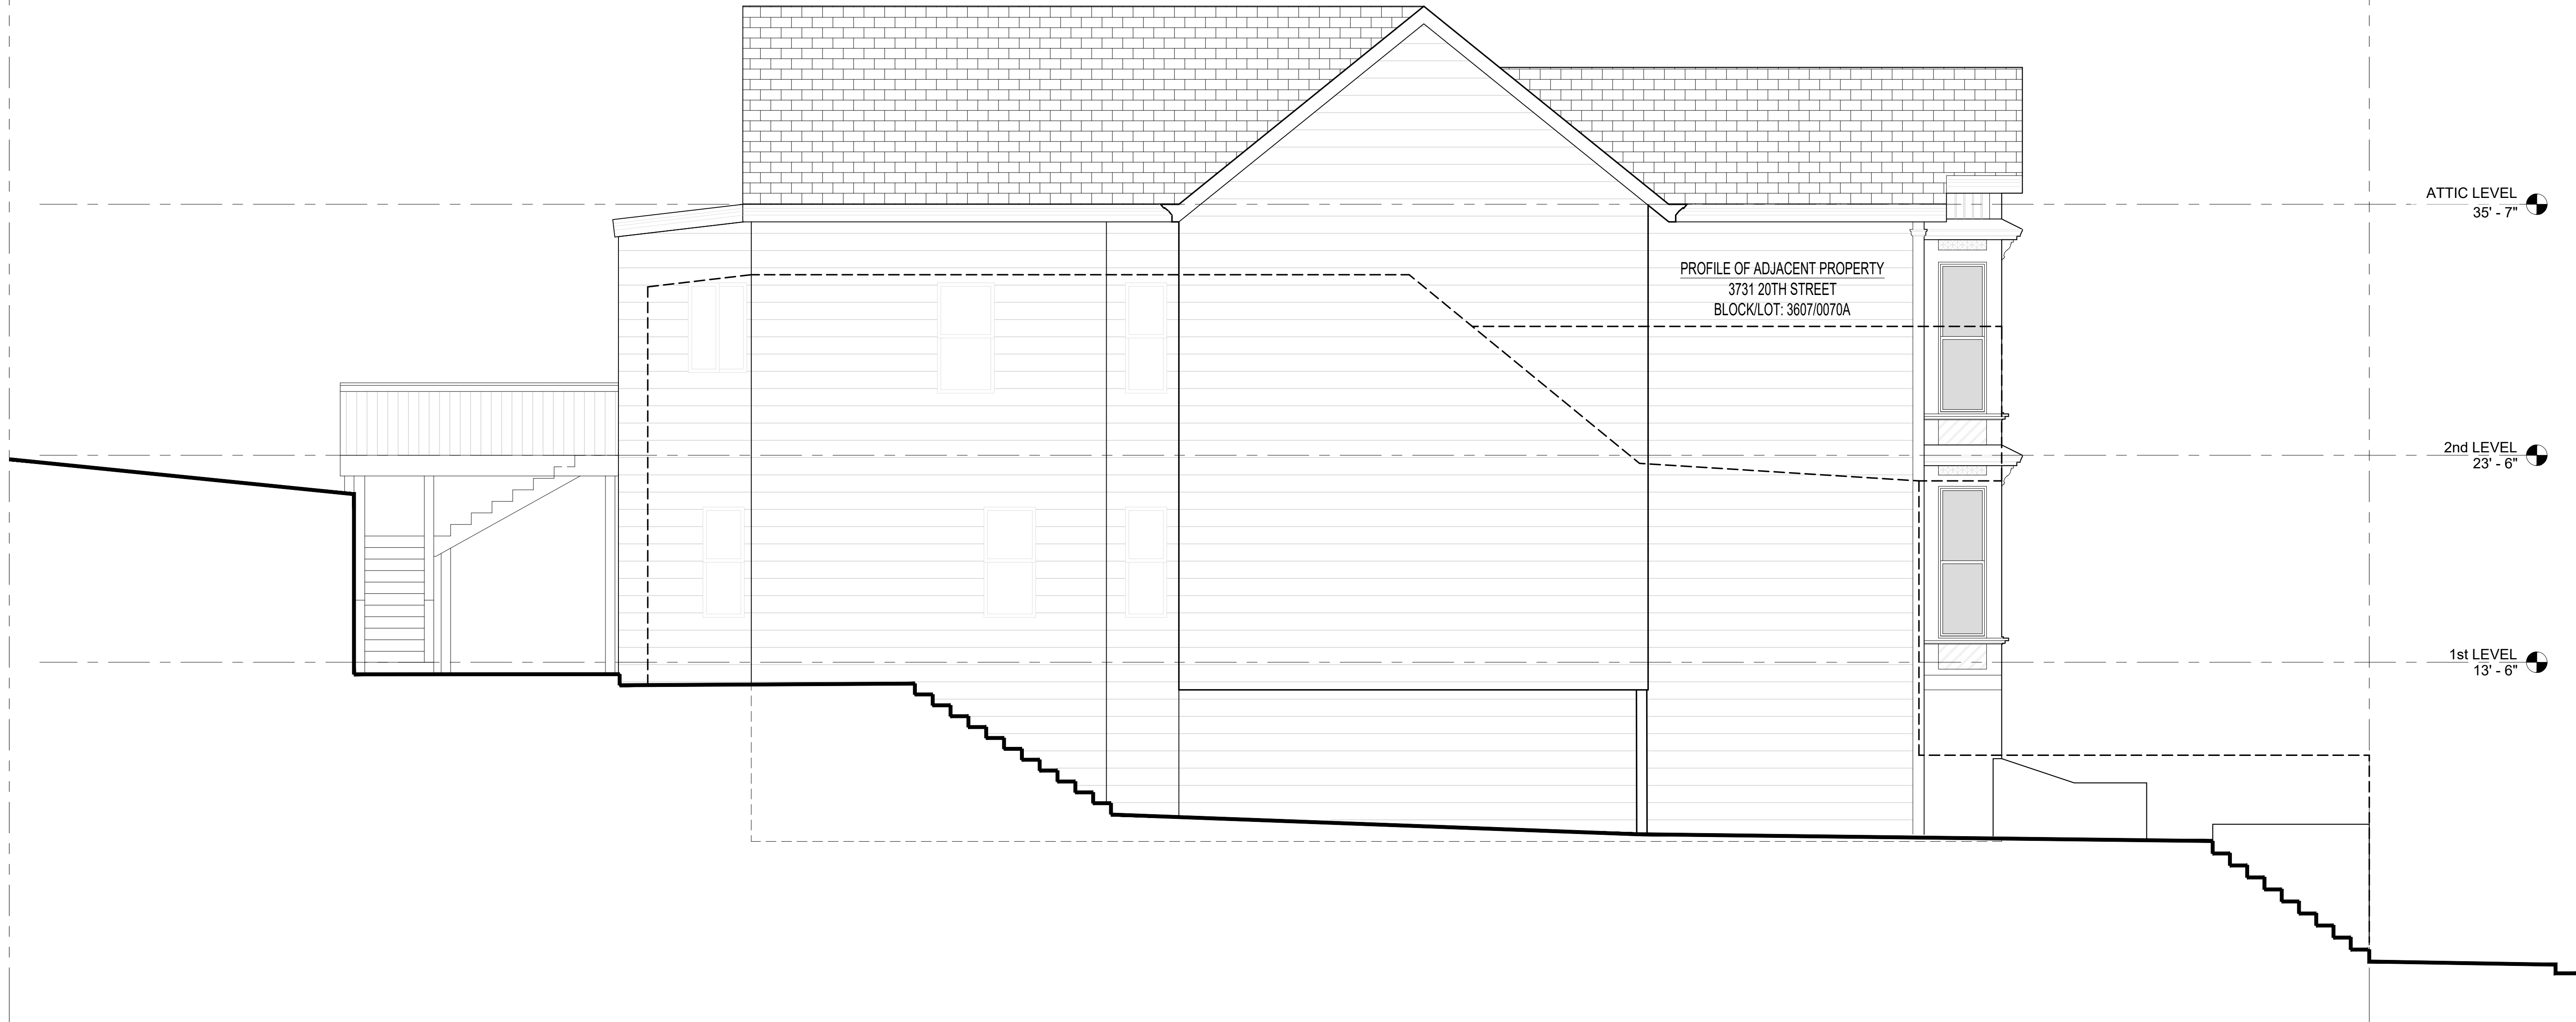 ATTIC LEVEL
35' - 7"
PROFILE OF ADJACENT PROPERTY
3731 20TH STREET
BLOCK/LOT: 3607/0070A
2nd LEVEL
23' - 6"
1st LEVEL
13' - 6"